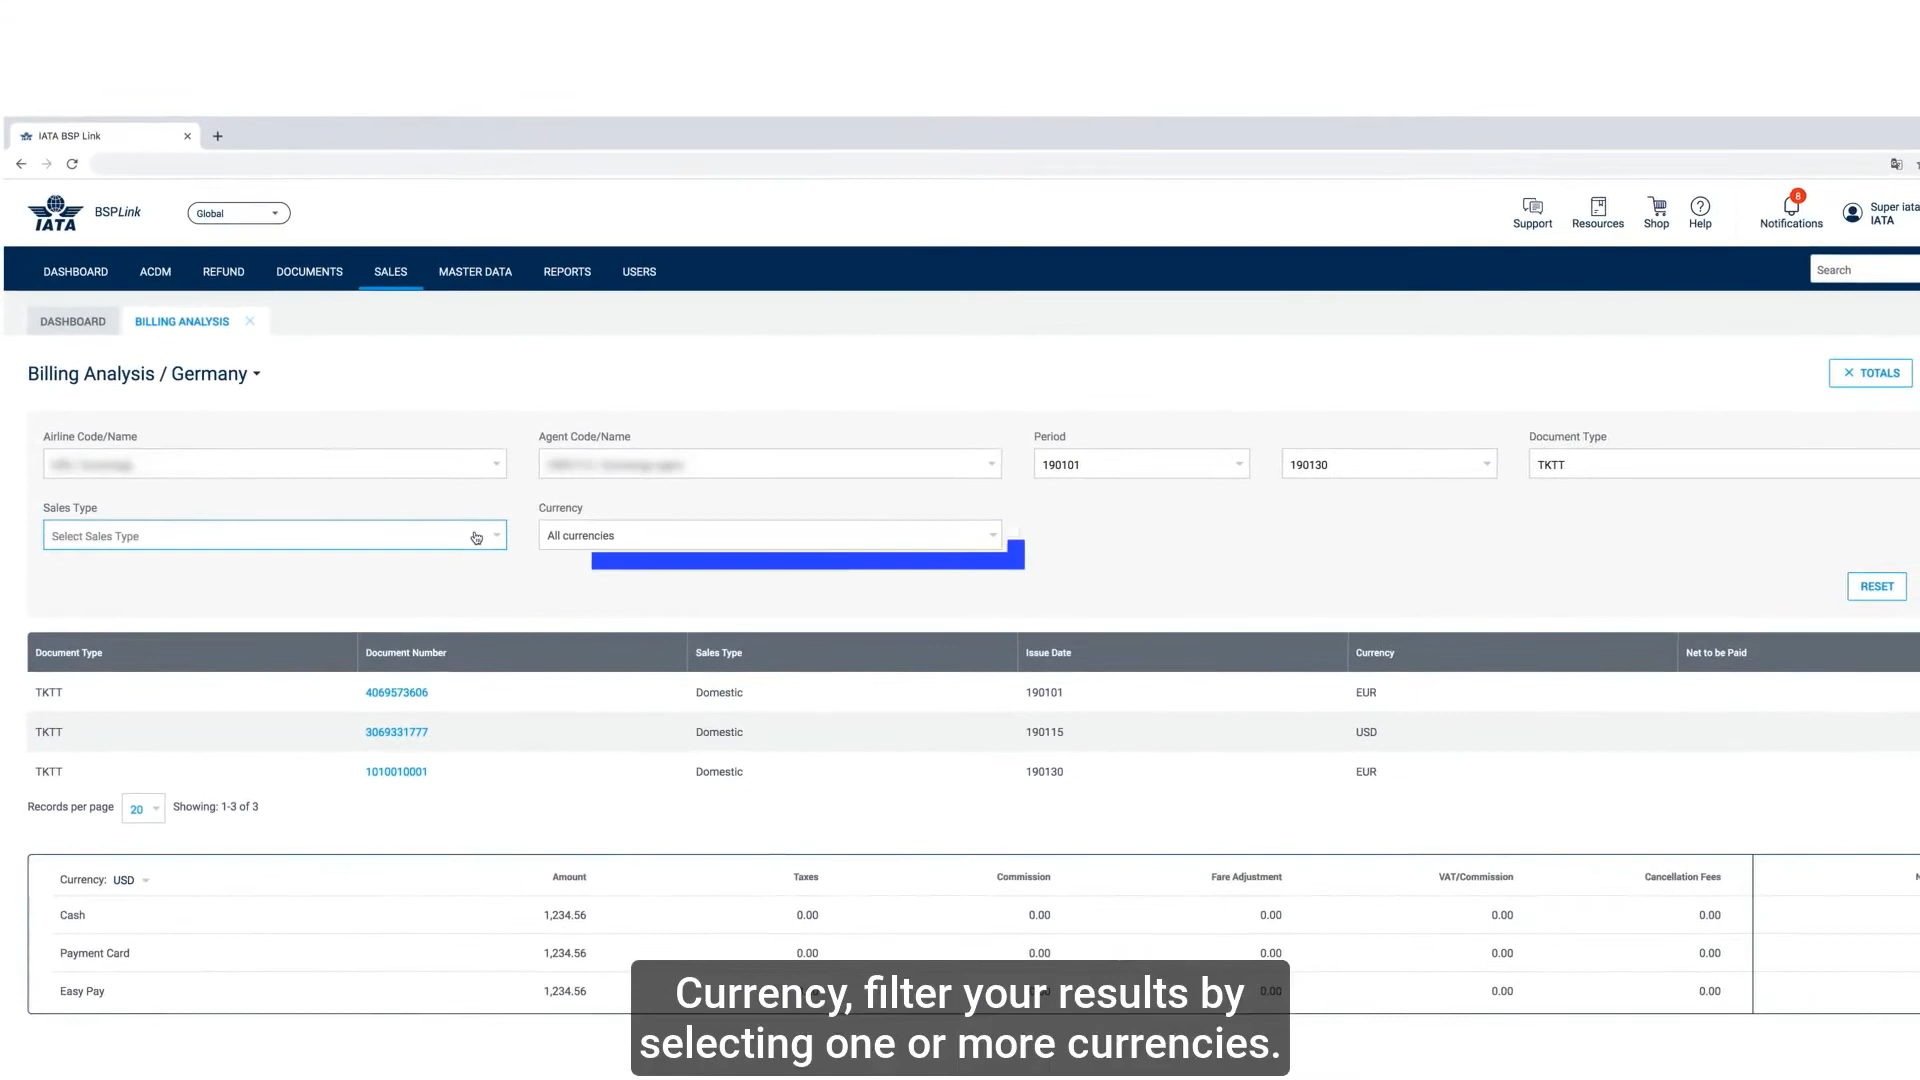 IATA BSP Link
IATA BSPLink Global Support Resources Shop Help 8 Notifications Super iata IATA
DASHBOARD ACDM REFUND DOCUMENTS SALES MASTER DATA REPORTS USERS Search
DASHBOARD BILLING ANALYSIS
Billing Analysis / Germany TOTALS
Airline Code/Name Agent Code/Name Period Document Type
190101 190130 TKTT
Sales Type Currency
Select Sales Type All currencies
RESET
Document Type Document Number Sales Type Issue Date Currency Net to be Paid
TKTT 4069573606 Domestic 190101 EUR
TKTT 3069331777 Domestic 190115 USD
TKTT 1010010001 Domestic 190130 EUR
Records per page 20 Showing: 1-3 of 3
Currency: USD Amount Taxes Commission Fare Adjustment VAT/Commission Cancellation Fees
Cash 1,234.56 0.00 0.00 0.00 0.00 0.00
Payment Card 1,234.56 0.00 0.00 0.00 0.00 0.00
Easy Pay 1,234.56 0.00 0.00 0.00
Currency, filter your results by
selecting one or more currencies.